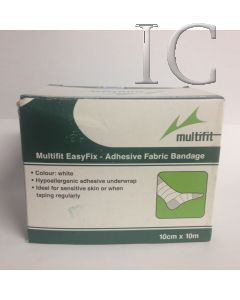 IC
multifit
Multifit EasyFix - Adhesive Fabric Bandage
• Colour: white
• Hypoallergenic adhesive underwrap
• Ideal for sensitive skin or when
taping regularly
10cm x 10m